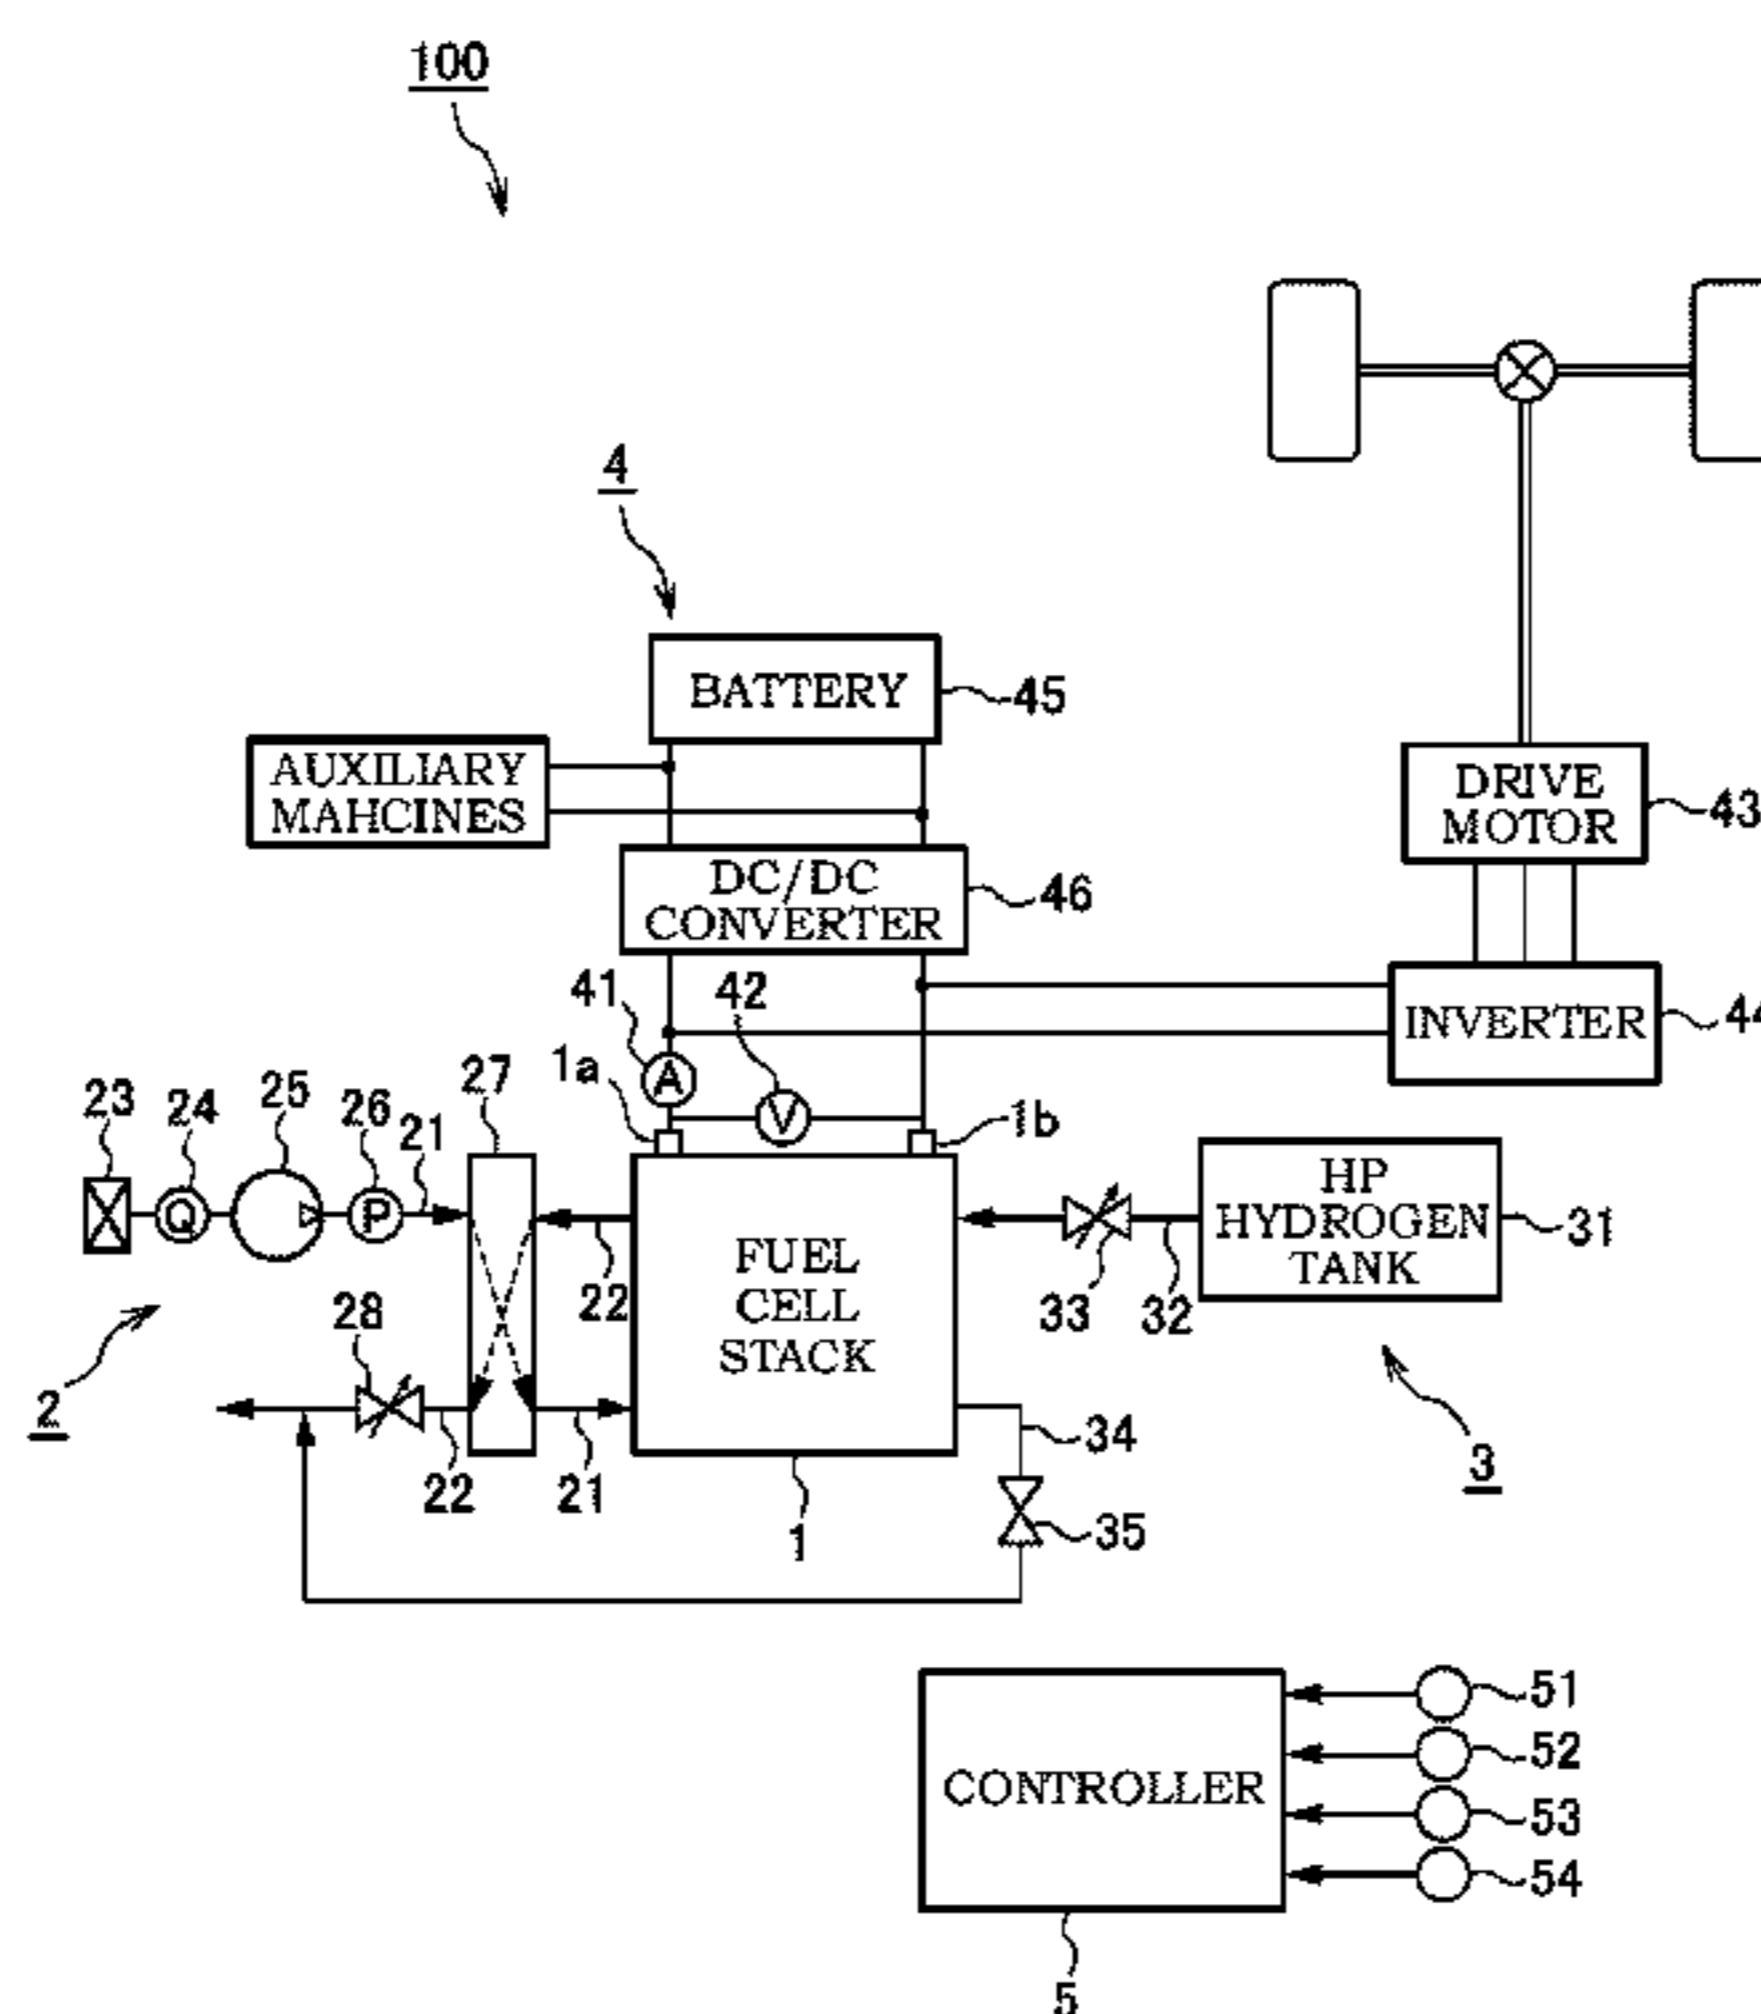 100
4
BATTERY
45
AUXILIARY
MAHCINES
DRIVE
MOTOR
43
DC/DC
CONVERTER
46
41
42
INVERTER
44
1a
A
V
1b
23
24
25
26
21
27
Q
P
22
FUEL
CELL
STACK
HP
HYDROGEN
TANK
31
33
32
28
2
22
21
34
3
1
35
CONTROLLER
51
52
53
54
5